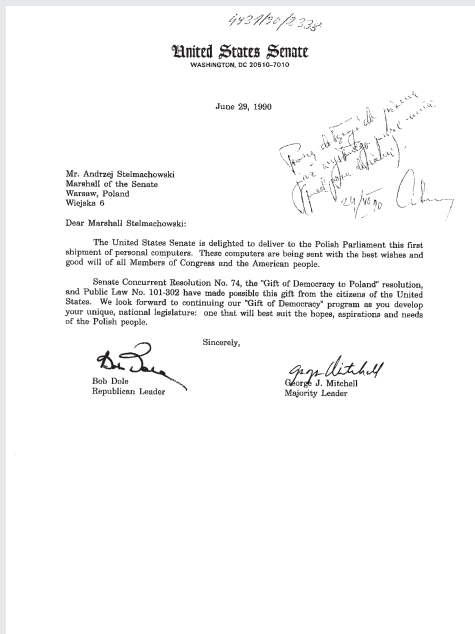 4431/90/2338
United States Senate
WASHINGTON, DC 20510-7010
June 29, 1990
Mr. Andrzej Stelmachowski
Marshall of the Senate
Warsaw, Poland
Wiejska 6
Dear Marshall Stelmachowski:
The United States Senate is delighted to deliver to the Polish Parliament this first
shipment of personal computers. These computers are being sent with the best wishes and
good will of all Members of Congress and the American people.
Senate Concurrent Resolution No. 74, the "Gift of Democracy to Poland" resolution,
and Public Law No. 101-302 have made possible this gift from the citizens of the United
States. We look forward to continuing our "Gift of Democracy" program as you develop
your unique, national legislature: one that will best suit the hopes, aspirations and needs
of the Polish people.
Sincerely,
Bob Dole
Republican Leader
George J. Mitchell
Majority Leader